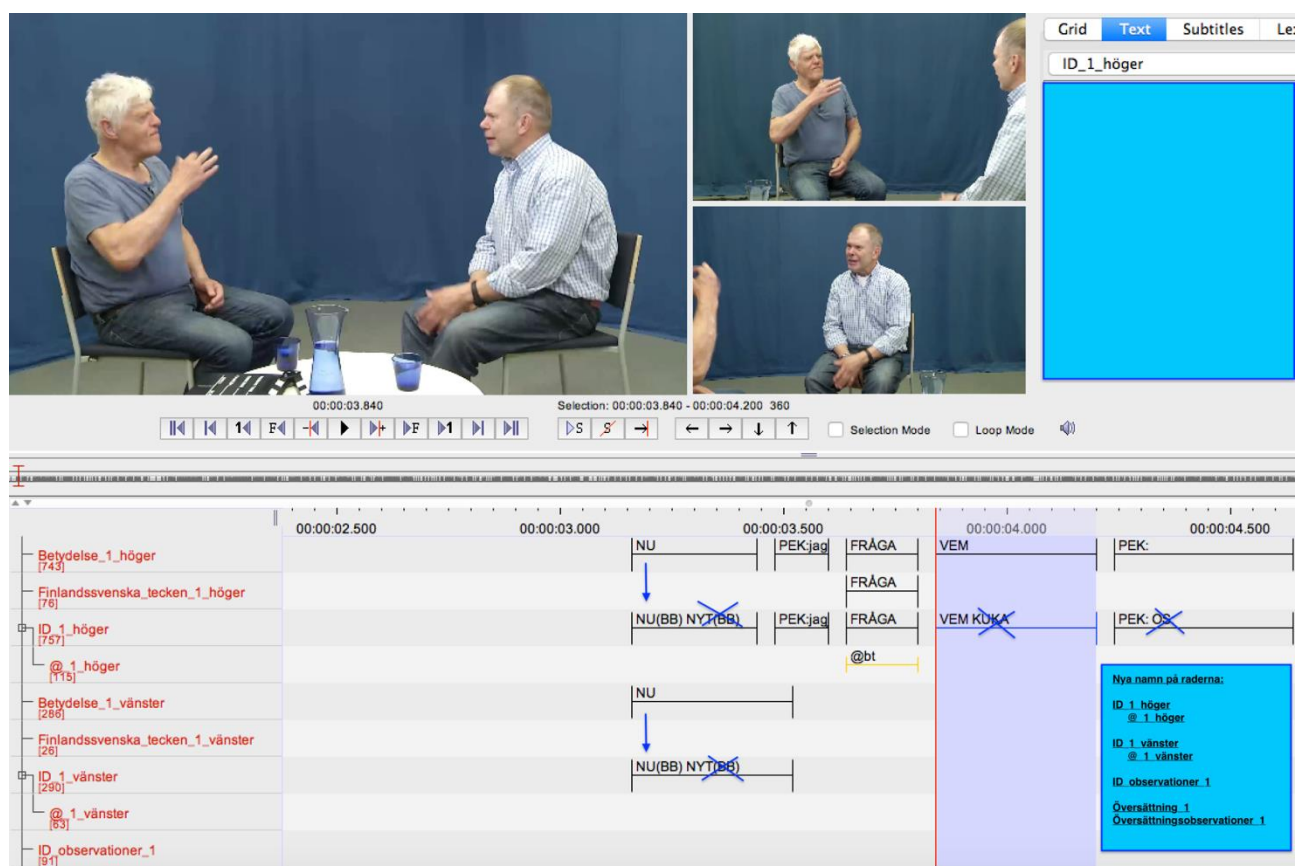 Grid Text Subtitles Le
ID_1_höger
00:00:03.840 Selection: 00:00:03.840 - 00:00:04.200 360
1 F + F 1 S S Selection Mode Loop Mode
00:00:02.500 00:00:03.000 00:00:03.500 00:00:04.000 00:00:04.500
Betydelse_1_höger NU PEK:jag FRÅGA VEM PEK:
[743]
Finlandssvenska_tecken_1_höger FRÅGA
[76]
ID_1_höger NU(BB) NYT(BB) PEK:jag FRÅGA VEM KUKA PEK: OS
[757]
@_1_höger @bt
[115]
Betydelse_1_vänster NU
[286]
Finlandssvenska_tecken_1_vänster
[26]
ID_1_vänster NU(BB) NYT(BB)
[290]
@_1_vänster
[63]
ID_observationer_1
[91]
Nya namn på raderna:
ID_1_höger
@_1_höger
ID_1_vänster
@_1_vänster
ID_observationer_1
Översättning_1
Översättningsobservationer_1